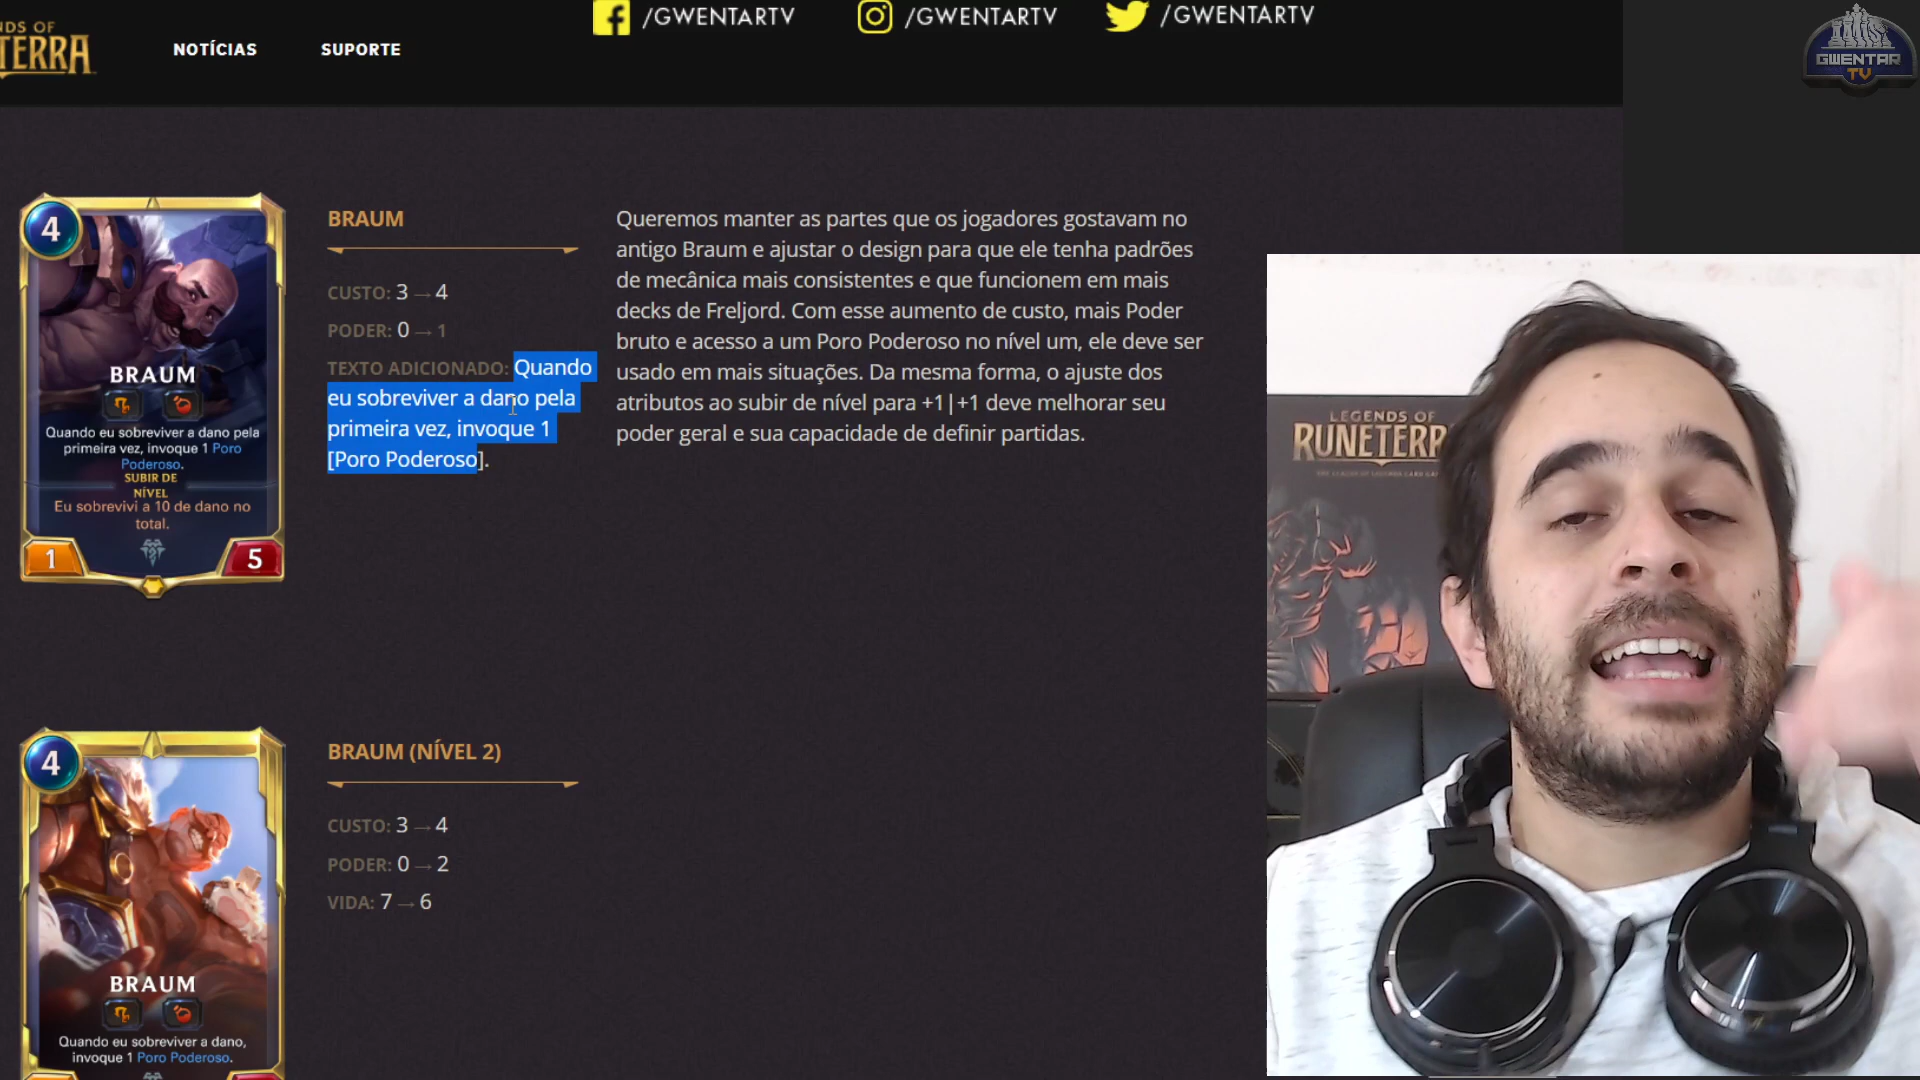 NDS OF
TERRA
NOTÍCIAS
SUPORTE
/GWENTARTV
/GWENTARTV
/GWENTARTV
GWENTAR
TV
4
BRAUM
Quando eu sobreviver a dano pela
primeira vez, invoque 1 Poro
Poderoso.
SUBIR DE
NÍVEL
Eu sobrevivi a 10 de dano no
total.
1
5
BRAUM
CUSTO: 3→4
PODER: 0→1
TEXTO ADICIONADO: Quando
eu sobreviver a dano pela
primeira vez, invoque 1
[Poro Poderoso].
Queremos manter as partes que os jogadores gostavam no
antigo Braum e ajustar o design para que ele tenha padrões
de mecânica mais consistentes e que funcionem em mais
decks de Freljord. Com esse aumento de custo, mais Poder
bruto e acesso a um Poro Poderoso no nível um, ele deve ser
usado em mais situações. Da mesma forma, o ajuste dos
atributos ao subir de nível para +1|+1 deve melhorar seu
poder geral e sua capacidade de definir partidas.
LEGENDS OF
RUNETERR
4
BRAUM
Quando eu sobreviver a dano,
invoque 1 Poro Poderoso.
BRAUM (NÍVEL 2)
CUSTO: 3→4
PODER: 0→2
VIDA: 7→6